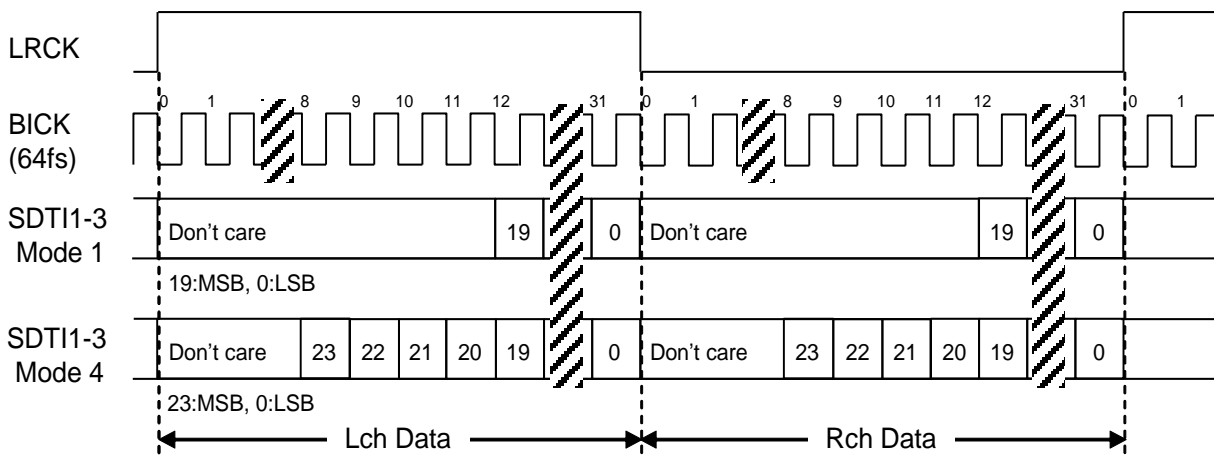 LRCK
0 1 8 9 10 11 12 31 0 1 8 9 10 11 12 31 0 1
BICK
(64fs)
SDTI1-3
Mode 1
Don't care 19 0 Don't care 19 0
19:MSB, 0:LSB
SDTI1-3
Mode 4
Don't care 23 22 21 20 19 0 Don't care 23 22 21 20 19 0
23:MSB, 0:LSB
Lch Data Rch Data